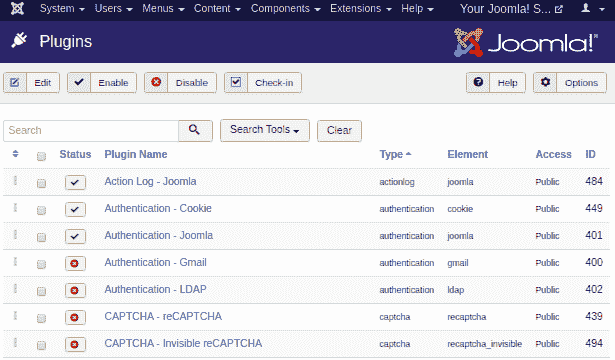 System Users Menus Content Components Extensions Help Your Joomla! S...
Plugins Joomla!®
Edit Enable Disable Check-in Help Options
Search Search Tools Clear
Status Plugin Name Type Element Access ID
Action Log - Joomla actionlog joomla Public 484
Authentication - Cookie authentication cookie Public 449
Authentication - Joomla authentication joomla Public 401
Authentication - Gmail authentication gmail Public 400
Authentication - LDAP authentication ldap Public 402
CAPTCHA - reCAPTCHA captcha recaptcha Public 439
CAPTCHA - Invisible reCAPTCHA captcha recaptcha_invisible Public 494